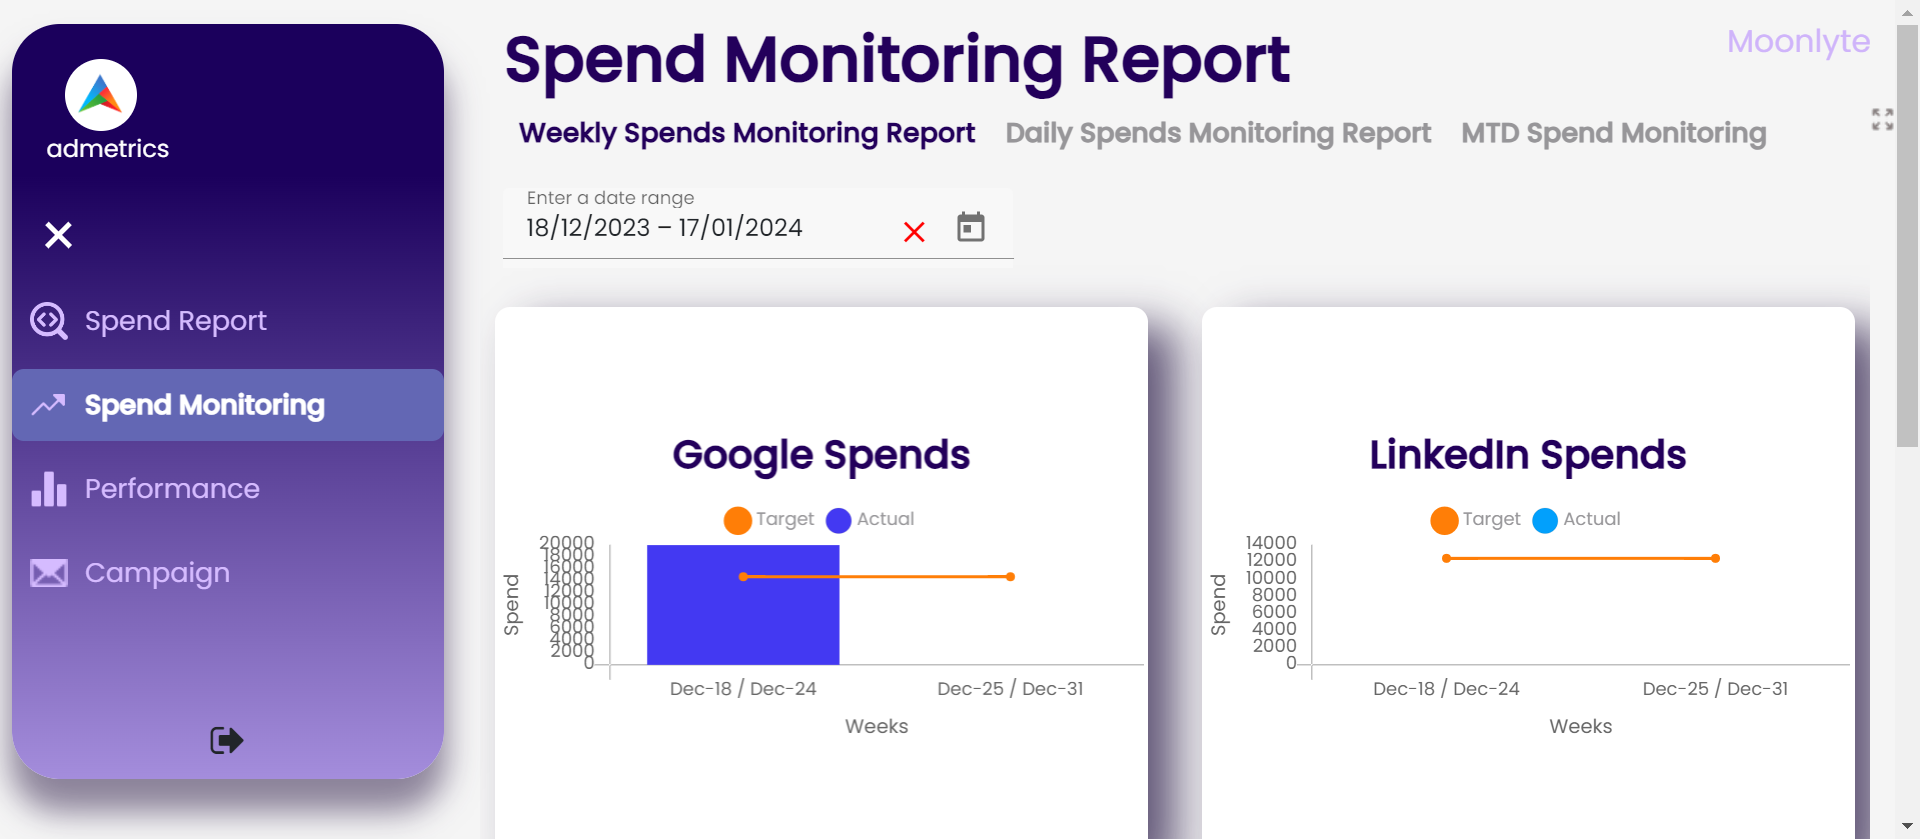 admetrics
Spend Report
Spend Monitoring
Performance
Campaign
Spend Monitoring Report
Moonlyte
Weekly Spends Monitoring Report
Daily Spends Monitoring Report
MTD Spend Monitoring
Enter a date range
18/12/2023 – 17/01/2024
Google Spends
Target
Actual
20000
18000
16000
14000
12000
10000
8000
6000
4000
2000
0
Spend
Dec-18 / Dec-24
Dec-25 / Dec-31
Weeks
LinkedIn Spends
Target
Actual
14000
12000
10000
8000
6000
4000
2000
0
Spend
Dec-18 / Dec-24
Dec-25 / Dec-31
Weeks